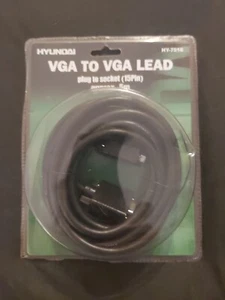 HYUNDAI
VGA TO VGA LEAD
plug to socket (15Pin)